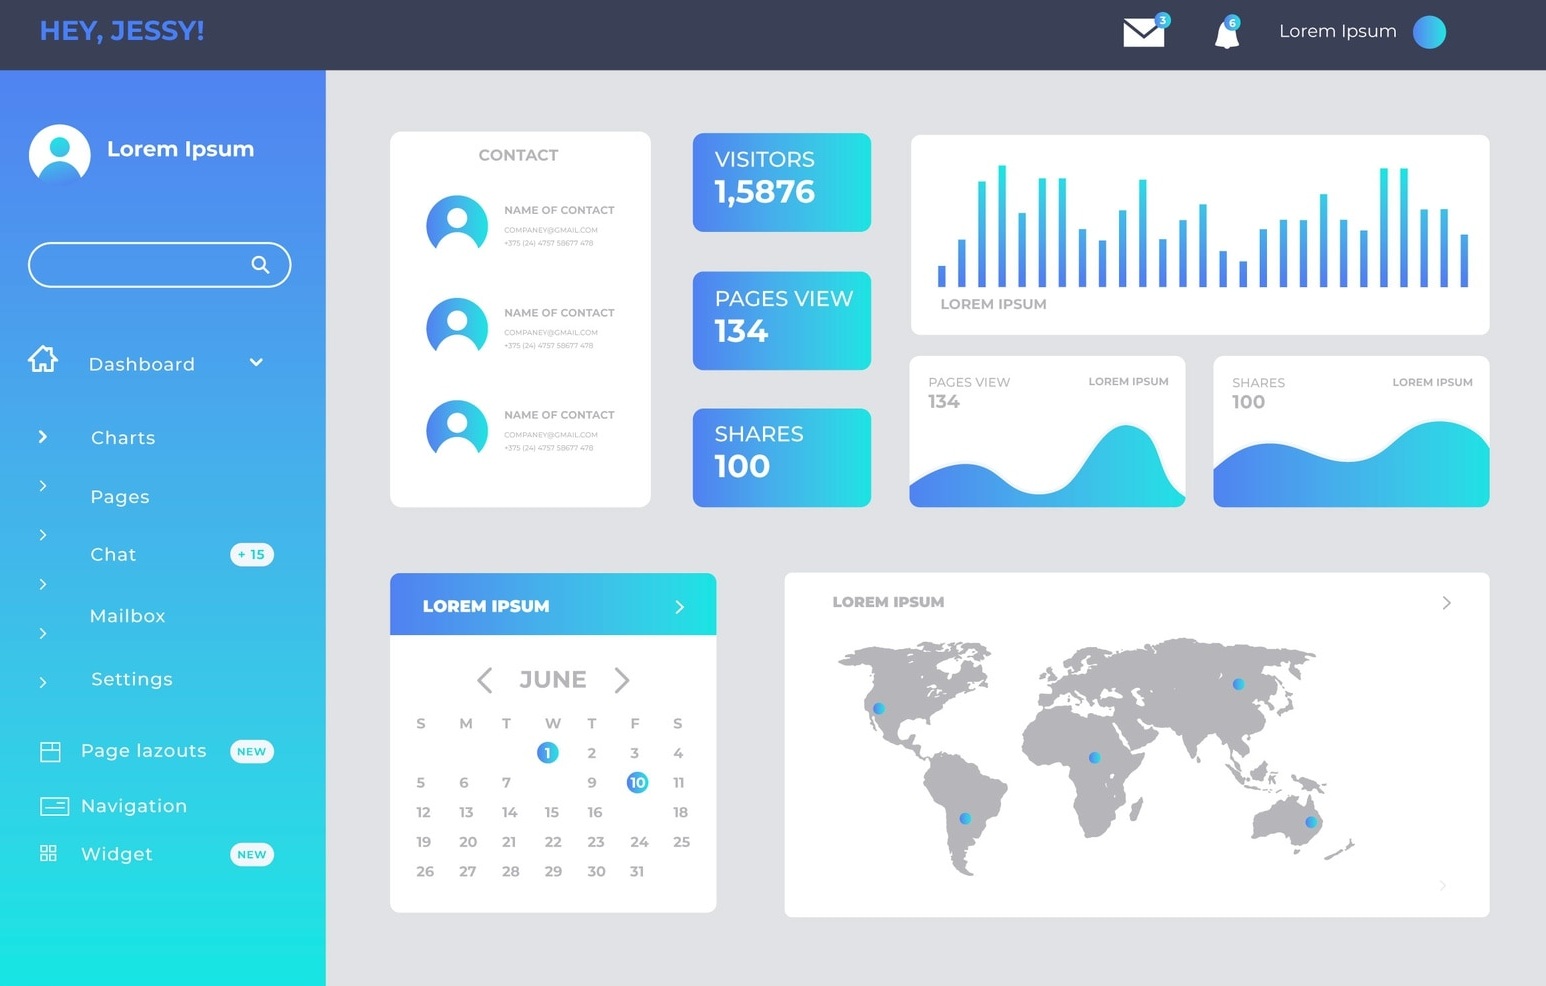 HEY, JESSY!
3
6
Lorem Ipsum
Lorem Ipsum
Dashboard
Charts
Pages
Chat
+ 15
Mailbox
Settings
Page lazouts
NEW
Navigation
Widget
NEW
CONTACT
NAME OF CONTACT
COMPANEY@GMAIL.COM
+375 (24) 4757 58677 478
NAME OF CONTACT
COMPANEY@GMAIL.COM
+375 (24) 4757 58677 478
NAME OF CONTACT
COMPANEY@GMAIL.COM
+375 (24) 4757 58677 478
VISITORS
1,5876
PAGES VIEW
134
SHARES
100
LOREM IPSUM
PAGES VIEW
LOREM IPSUM
134
SHARES
LOREM IPSUM
100
LOREM IPSUM
JUNE
S M T W T F S
1 2 3 4
5 6 7 9 10 11
12 13 14 15 16 18
19 20 21 22 23 24 25
26 27 28 29 30 31
LOREM IPSUM